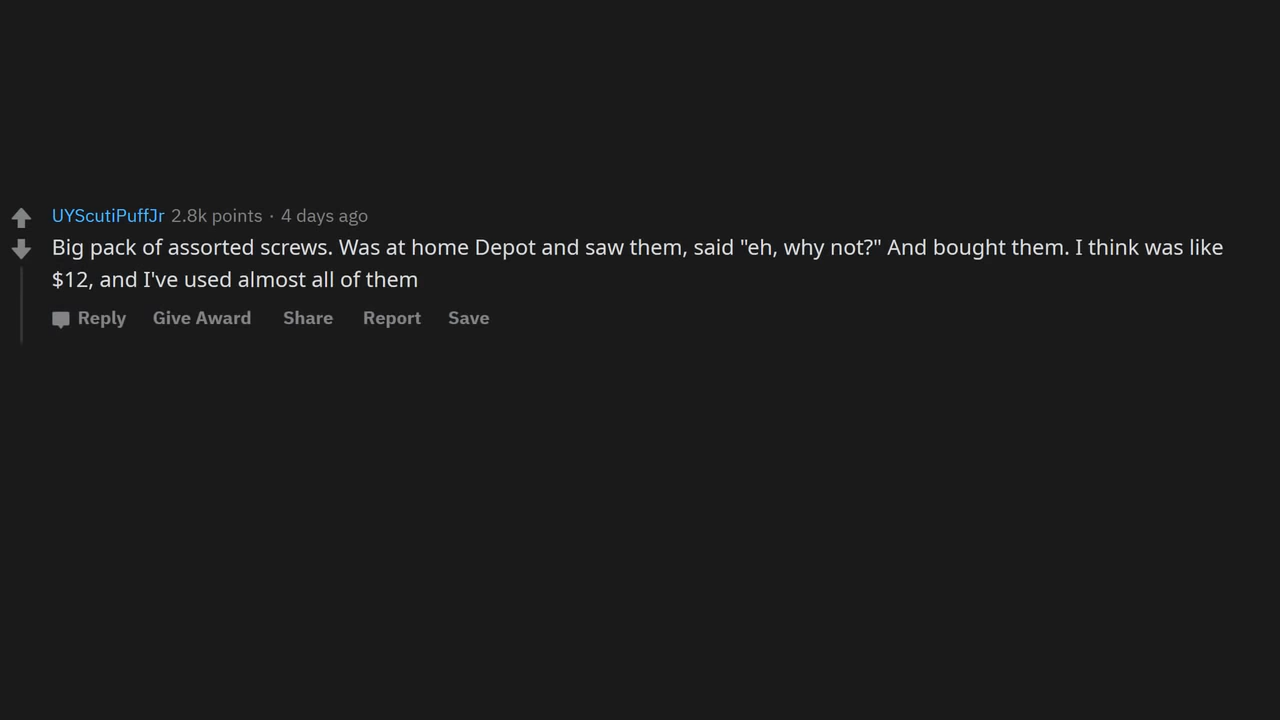 UYScutiPuffJr 2.8k points · 4 days ago
Big pack of assorted screws. Was at home Depot and saw them, said "eh, why not?" And bought them. I think was like
$12, and I've used almost all of them
Reply Give Award Share Report Save